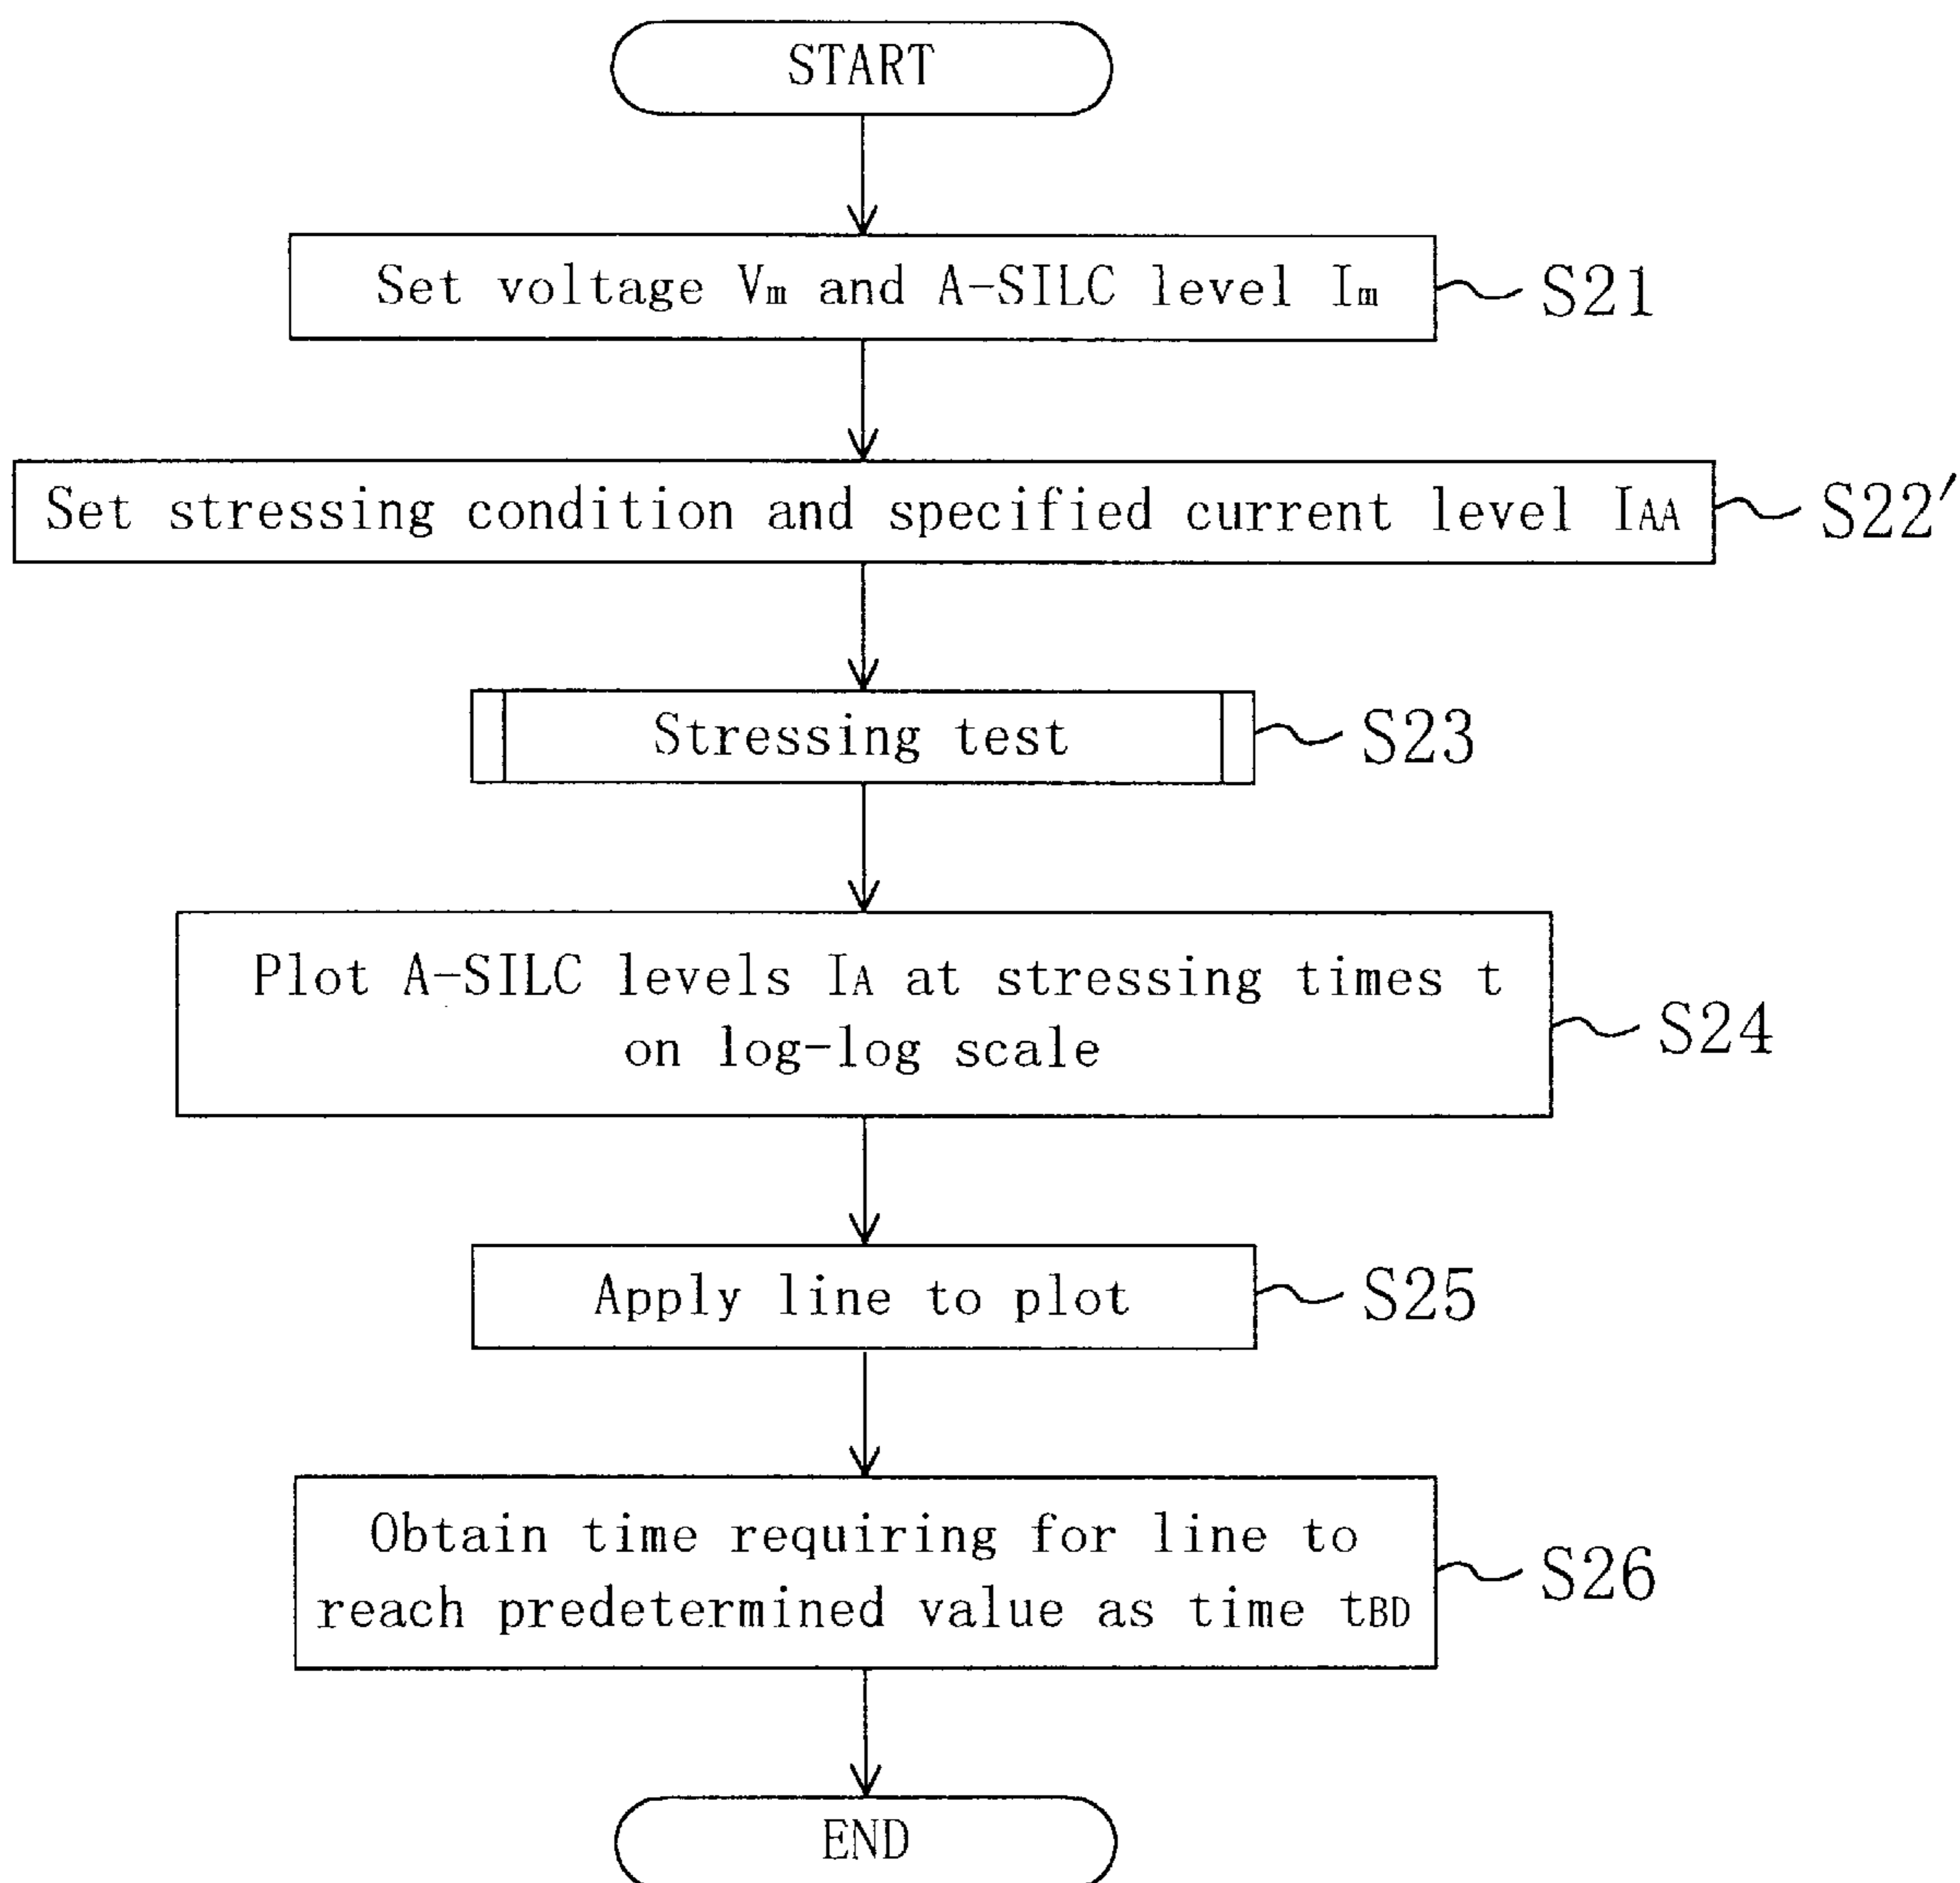 START
Set voltage Vm and A-SILC level Im
S21
Set stressing condition and specified current level IAA
S22′
Stressing test
S23
Plot A-SILC levels IA at stressing times t
on log-log scale
S24
Apply line to plot
S25
Obtain time requiring for line to
reach predetermined value as time tBD
S26
END